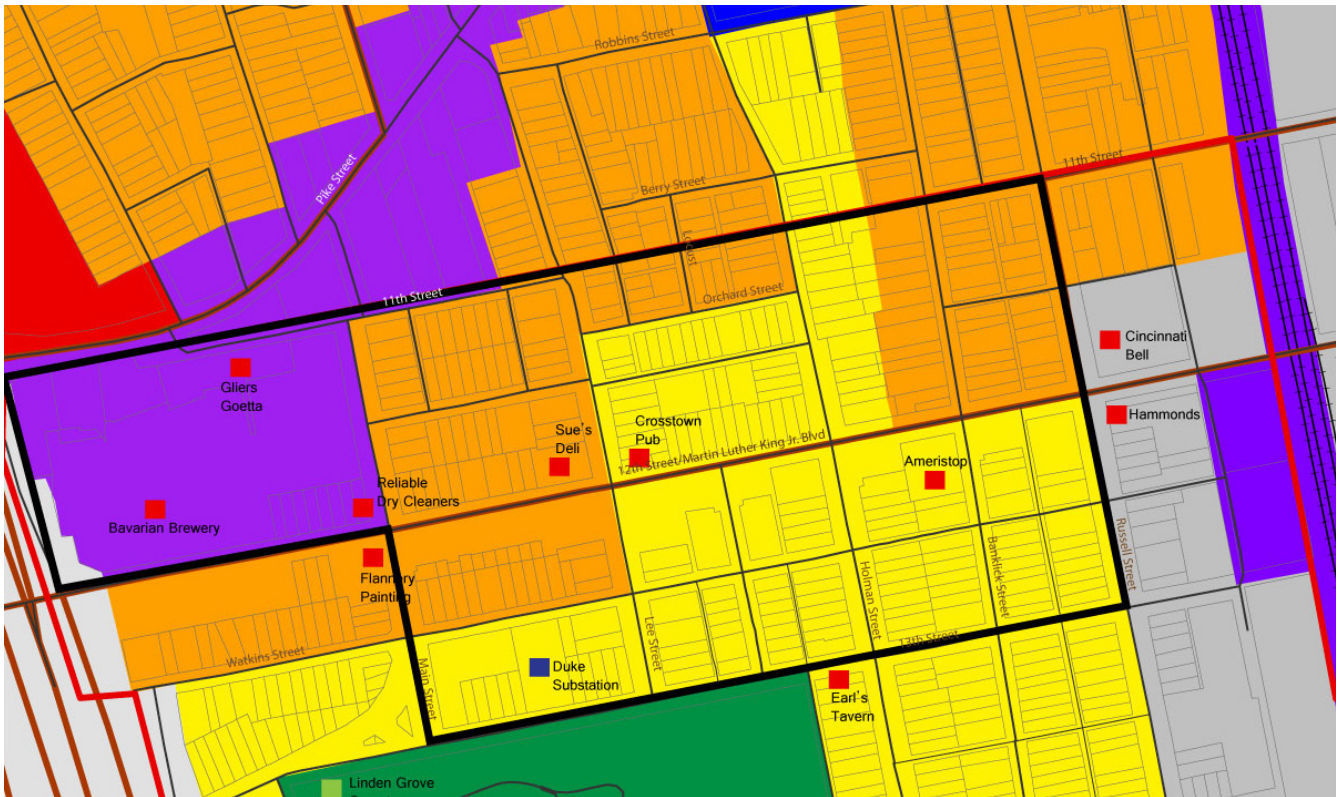 Robbins Street
11th Street
Pike Street
Berry Street
Locust
11th Street
Orchard Street
Cincinnati
Bell
Gliers
Goetta
Hammonds
Sue's
Deli
Crosstown
Pub
12th Street/Martin Luther King Jr. Blvd
Ameristop
Reliable
Dry Cleaners
Bavarian Brewery
Russell Street
Flannery
Painting
Banklick Street
Holman Street
Lee Street
13th Street
Watkins Street
Main Street
Duke
Substation
Earl's
Tavern
Linden Grove